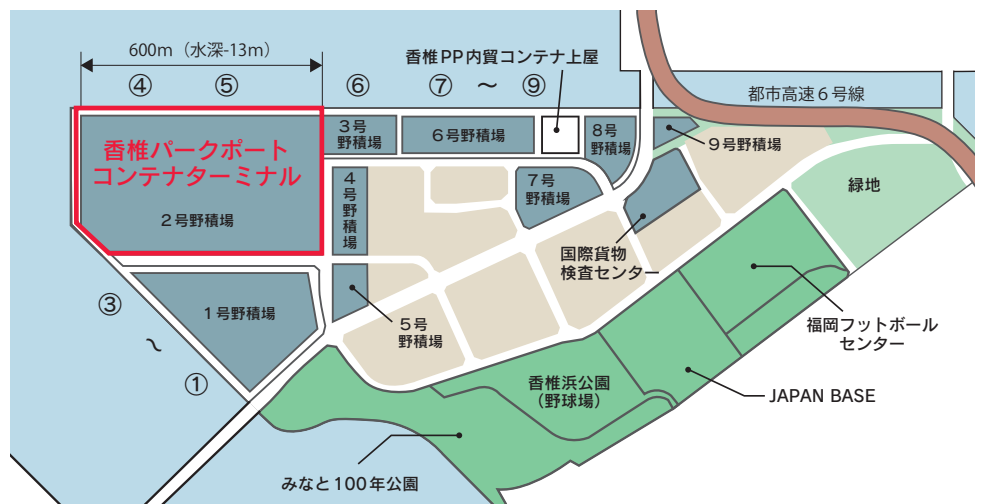 600m（水深-13m）
香椎PP内貿コンテナ上屋
④
⑤
⑥
⑦
～
⑨
都市高速６号線
香椎パークポート
コンテナターミナル
２号野積場
３号
野積場
６号野積場
８号
野積場
９号野積場
４号野積場
７号
野積場
緑地
国際貨物
検査センター
③
～
①
１号野積場
５号
野積場
福岡フットボール
センター
香椎浜公園
（野球場）
JAPAN BASE
みなと100年公園